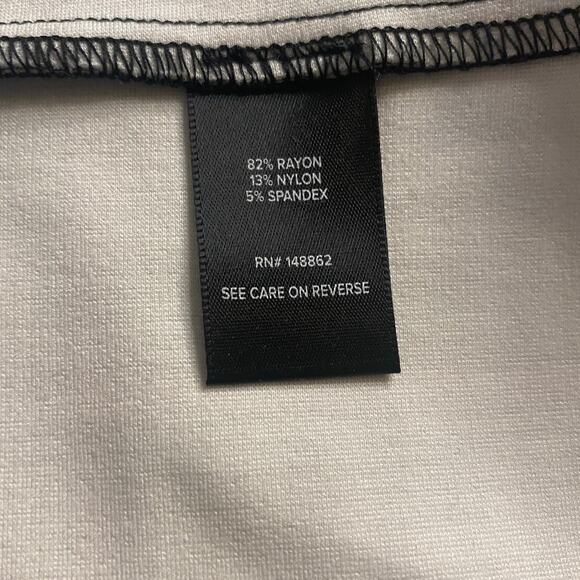 82% RAYON
13% NYLON
5% SPANDEX
RN# 148862
SEE CARE ON REVERSE